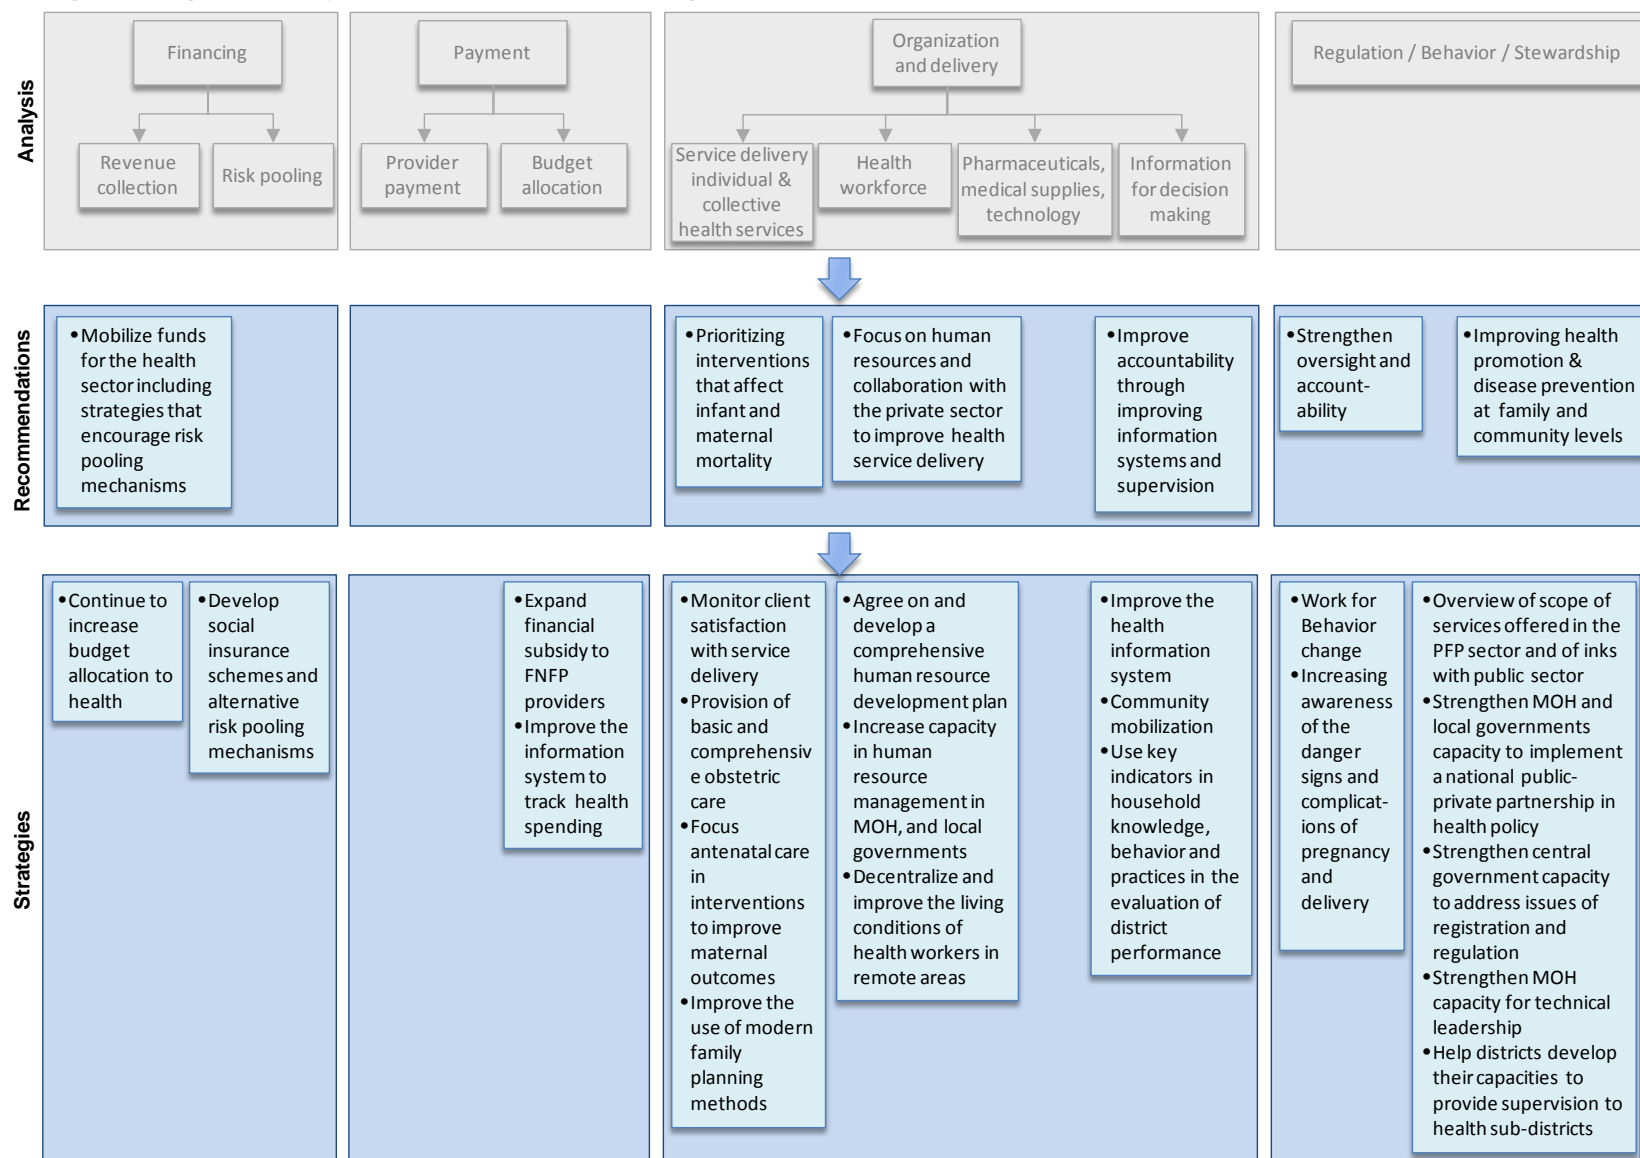 Analysis
Financing
Payment
Organization
and delivery
Regulation / Behavior / Stewardship
Revenue
collection
Risk pooling
Provider
payment
Budget
allocation
Service delivery
individual &
collective
health services
Health
workforce
Pharmaceuticals,
medical supplies,
technology
Information
for decision
making
Recommendations
•Mobilize funds
for the health
sector including
strategies that
encourage risk
pooling
mechanisms
•Prioritizing
interventions
that affect
infant and
maternal
mortality
•Focus on human
resources and
collaboration with
the private sector
to improve health
service delivery
•Improve
accountability
through
improving
information
systems and
supervision
•Strengthen
oversight and
account-
ability
•Improving health
promotion &
disease prevention
at family and
community levels
Strategies
•Continue to
increase
budget
allocation to
health
•Develop
social
insurance
schemes and
alternative
risk pooling
mechanisms
•Expand
financial
subsidy to
FNFP
providers
•Improve the
information
system to
track health
spending
•Monitor client
satisfaction
with service
delivery
•Provision of
basic and
comprehensiv
e obstetric
care
•Focus
antenatal care
in
interventions
to improve
maternal
outcomes
•Improve the
use of modern
family
planning
methods
•Agree on and
develop a
comprehensive
human resource
development plan
•Increase capacity
in human
resource
management in
MOH, and local
governments
•Decentralize and
improve the living
conditions of
health workers in
remote areas
•Improve the
health
information
system
•Community
mobilization
•Use key
indicators in
household
knowledge,
behavior and
practices in the
evaluation of
district
performance
•Work for
Behavior
change
•Increasing
awareness
of the
danger
signs and
complicat-
ions of
pregnancy
and
delivery
•Overview of scope of
services offered in the
PFP sector and of inks
with public sector
•Strengthen MOH and
local governments
capacity to implement
a national public-
private partnership in
health policy
•Strengthen central
government capacity
to address issues of
registration and
regulation
•Strengthen MOH
capacity for technical
leadership
•Help districts develop
their capacities to
provide supervision to
health sub-districts